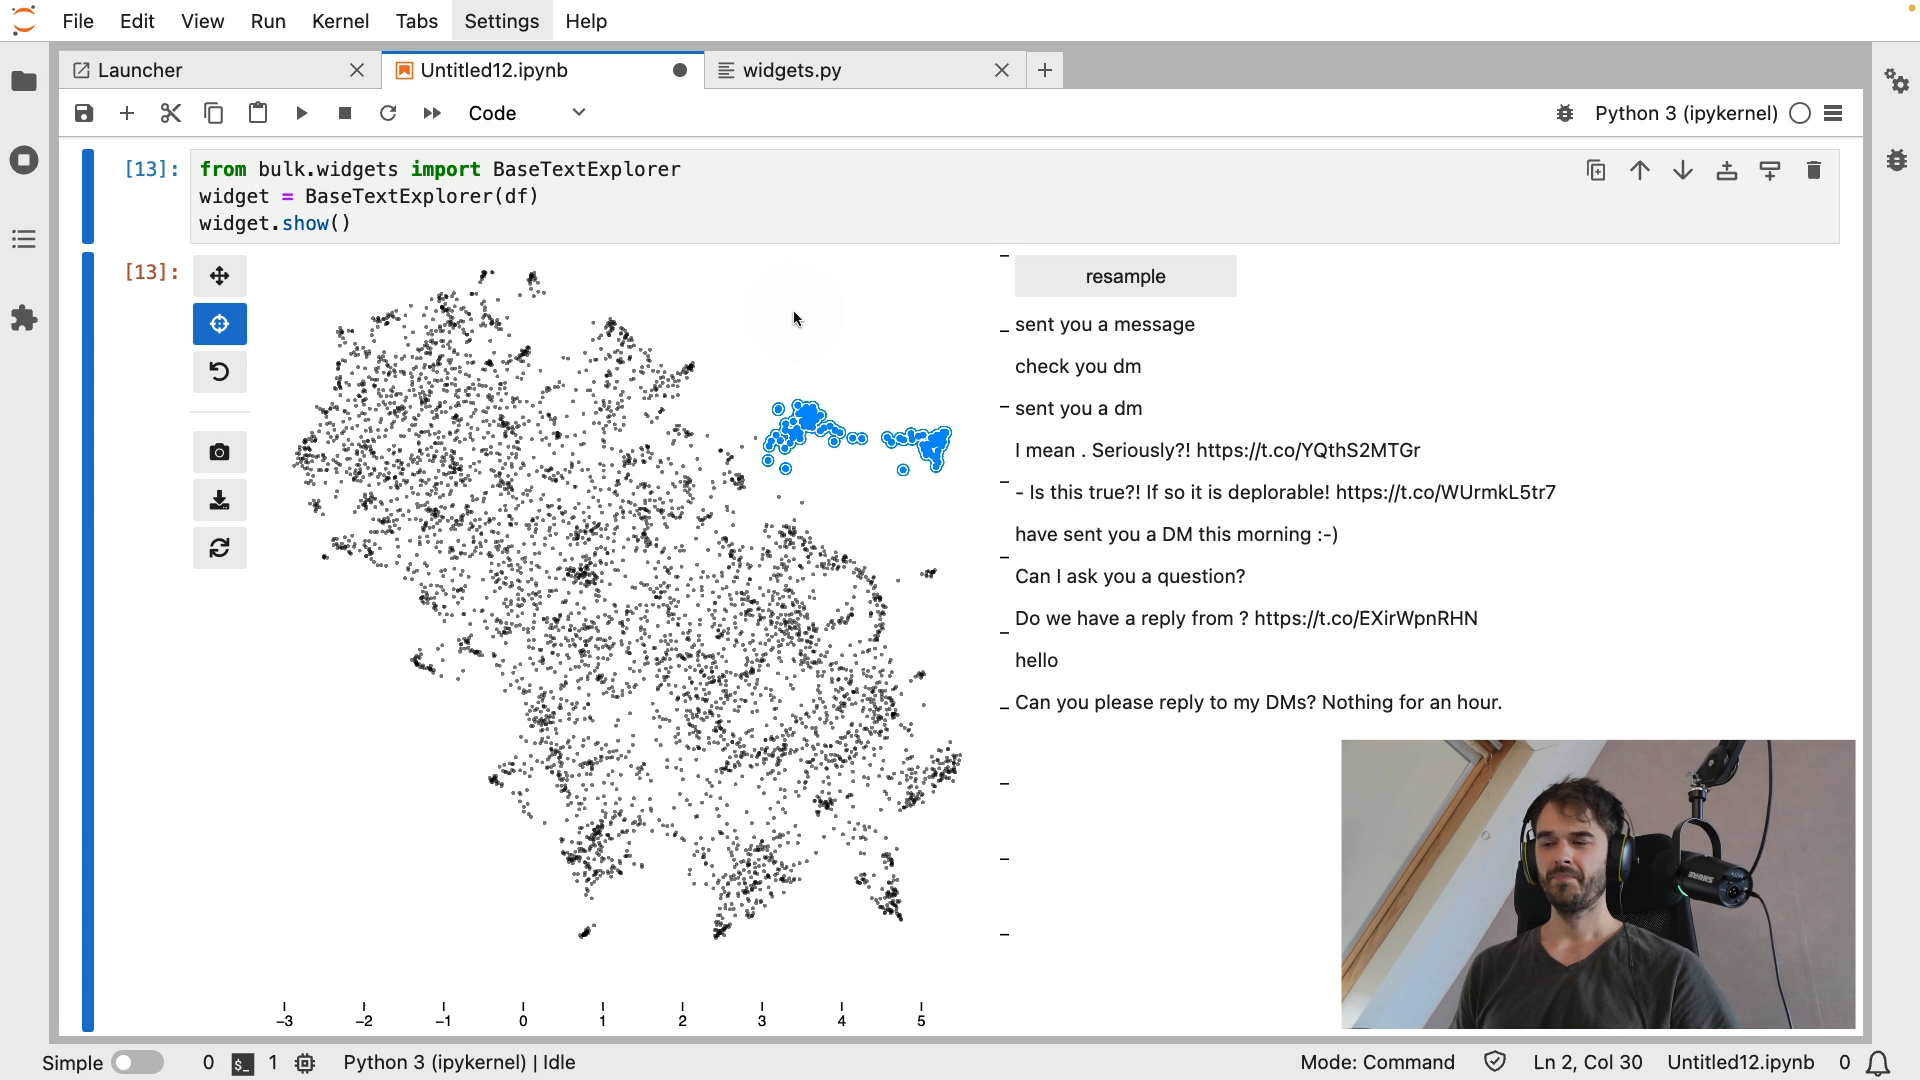 File Edit View Run Kernel Tabs Settings Help
Launcher Untitled12.ipynb widgets.py
Code Python 3 (ipykernel)
[13]: from bulk.widgets import BaseTextExplorer
widget = BaseTextExplorer(df)
widget.show()
[13]:
resample
sent you a message
check you dm
sent you a dm
I mean . Seriously?! https://t.co/YQthS2MTGr
- Is this true?! If so it is deplorable! https://t.co/WUrmkL5tr7
have sent you a DM this morning :-)
Can I ask you a question?
Do we have a reply from ? https://t.co/EXirWpnRHN
hello
Can you please reply to my DMs? Nothing for an hour.
SHURE
−3 −2 −1 0 1 2 3 4 5
Simple 0 $_ 1 Python 3 (ipykernel) | Idle Mode: Command Ln 2, Col 30 Untitled12.ipynb 0